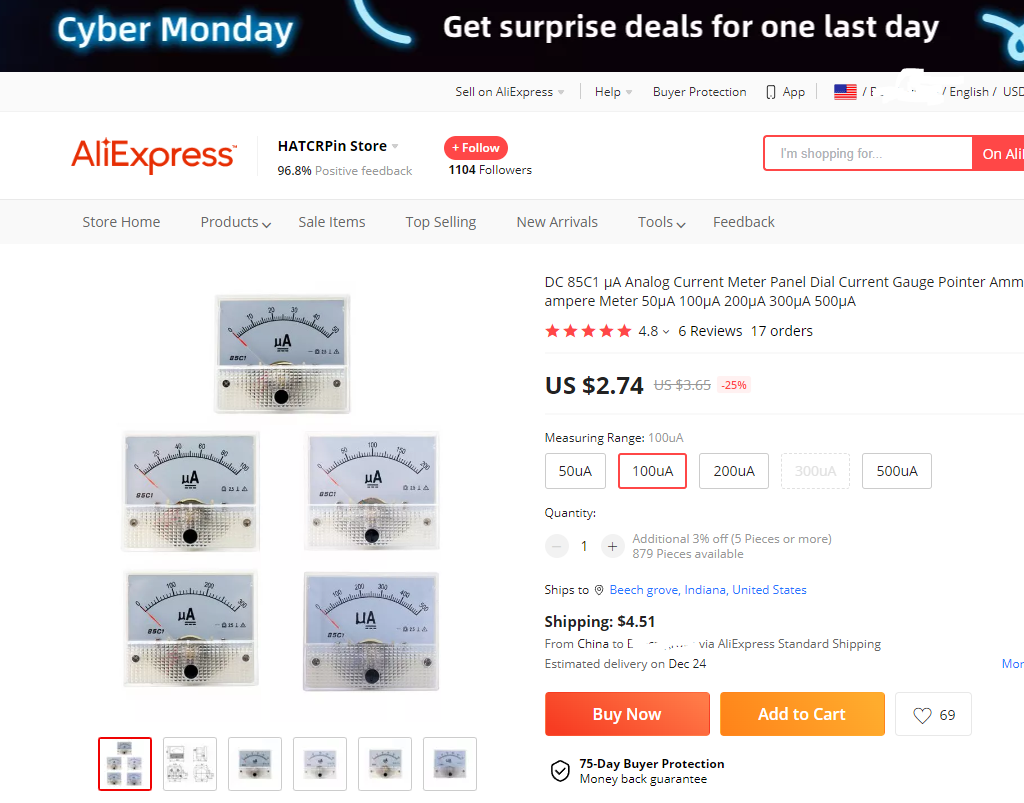 Cyber Monday Get surprise deals for one last day
Sell on AliExpress Help Buyer Protection App / English / USD
AliExpress
HATCRPin Store
96.8% Positive feedback
+ Follow
1104 Followers
I'm shopping for...
On Ali
Store Home Products Sale Items Top Selling New Arrivals Tools Feedback
DC 85C1 μA Analog Current Meter Panel Dial Current Gauge Pointer Amm
ampere Meter 50μA 100μA 200μA 300μA 500μA
4.8 6 Reviews 17 orders
US $2.74 US $3.65 -25%
Measuring Range: 100uA
50uA 100uA 200uA 300uA 500uA
Quantity:
1
Additional 3% off (5 Pieces or more)
879 Pieces available
Ships to Beech grove, Indiana, United States
Shipping: $4.51
From China to via AliExpress Standard Shipping
Estimated delivery on Dec 24
Mor
Buy Now Add to Cart 69
75-Day Buyer Protection
Money back guarantee
0 10 20 30 40 50
μA
85C1
0 20 40 60 80 100
μA
85C1
0 50 100 150 200
μA
85C1
0 100 200 300
μA
85C1
0 100 200 300 400 500
μA
85C1